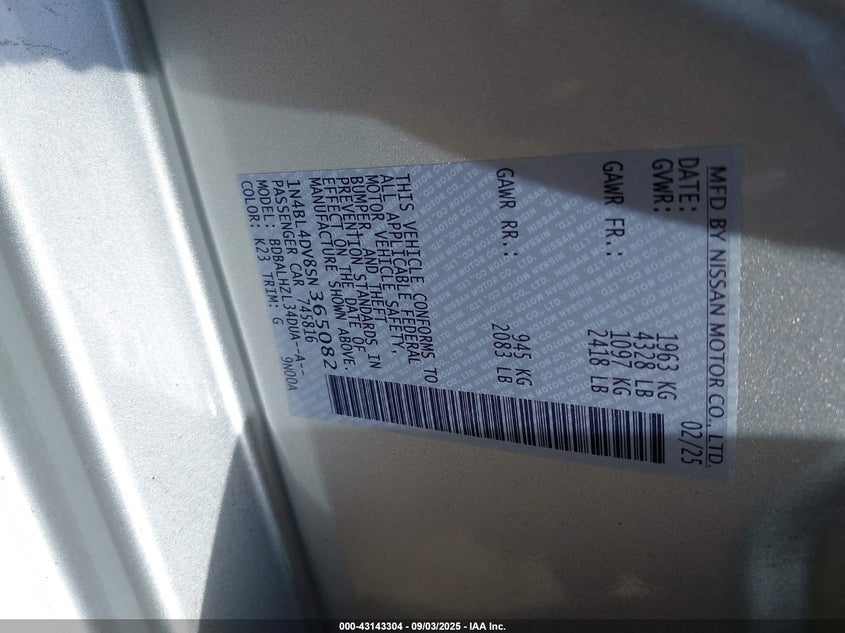 MFD BY NISSAN MOTOR CO., LTD.
DATE: 02/25
GVWR: 1963 KG
4328 LB
GAWR FR.: 1097 KG
2418 LB
GAWR RR.: 945 KG
2083 LB
THIS VEHICLE CONFORMS TO
ALL APPLICABLE FEDERAL
MOTOR VEHICLE SAFETY,
BUMPER, AND THEFT
PREVENTION STANDARDS IN
EFFECT ON THE DATE OF
MANUFACTURE SHOWN ABOVE.
1N4BL4DV8SN365082
PASSENGER CAR 745816
MODEL: BDBALHZL34DUA--A-- 9N00A
COLOR: K23 TRIM: G
000-43143304 | 09/03/2025 - IAA Inc.